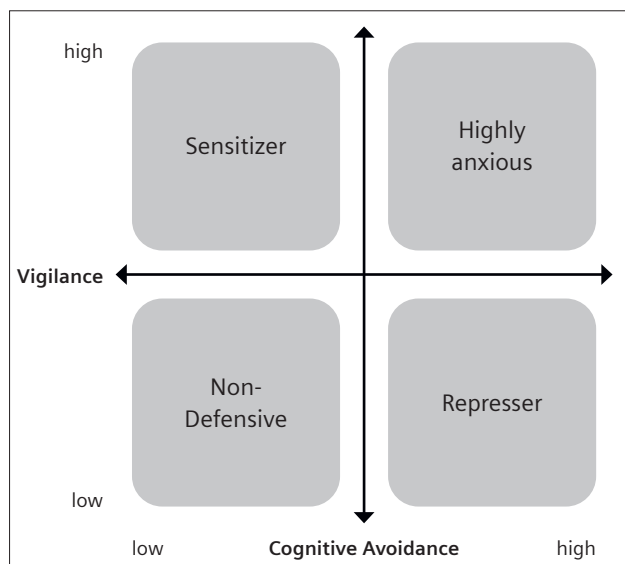 high
Sensitizer
Highly
anxious
Vigilance
Non-
Defensive
Represser
low
low Cognitive Avoidance high